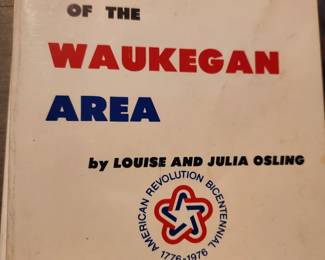 OF THE
WAUKEGAN
AREA
by LOUISE AND JULIA OSLING
AMERICAN REVOLUTION BICENTENNIAL
1776-1976